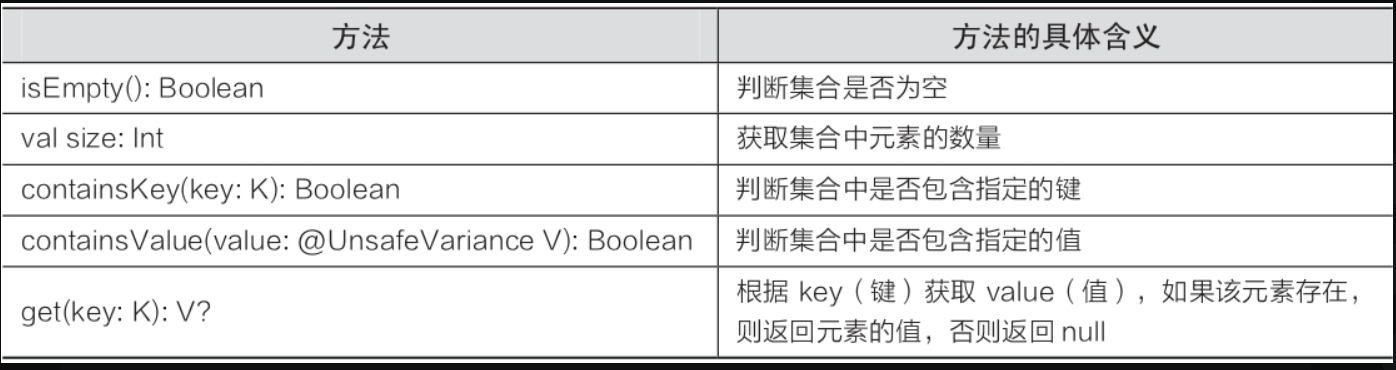 方法
方法的具体含义
isEmpty(): Boolean
判断集合是否为空
val size: Int
获取集合中元素的数量
containsKey(key: K): Boolean
判断集合中是否包含指定的键
containsValue(value: @UnsafeVariance V): Boolean
判断集合中是否包含指定的值
get(key: K): V?
根据 key（键）获取 value（值），如果该元素存在，
则返回元素的值，否则返回 null